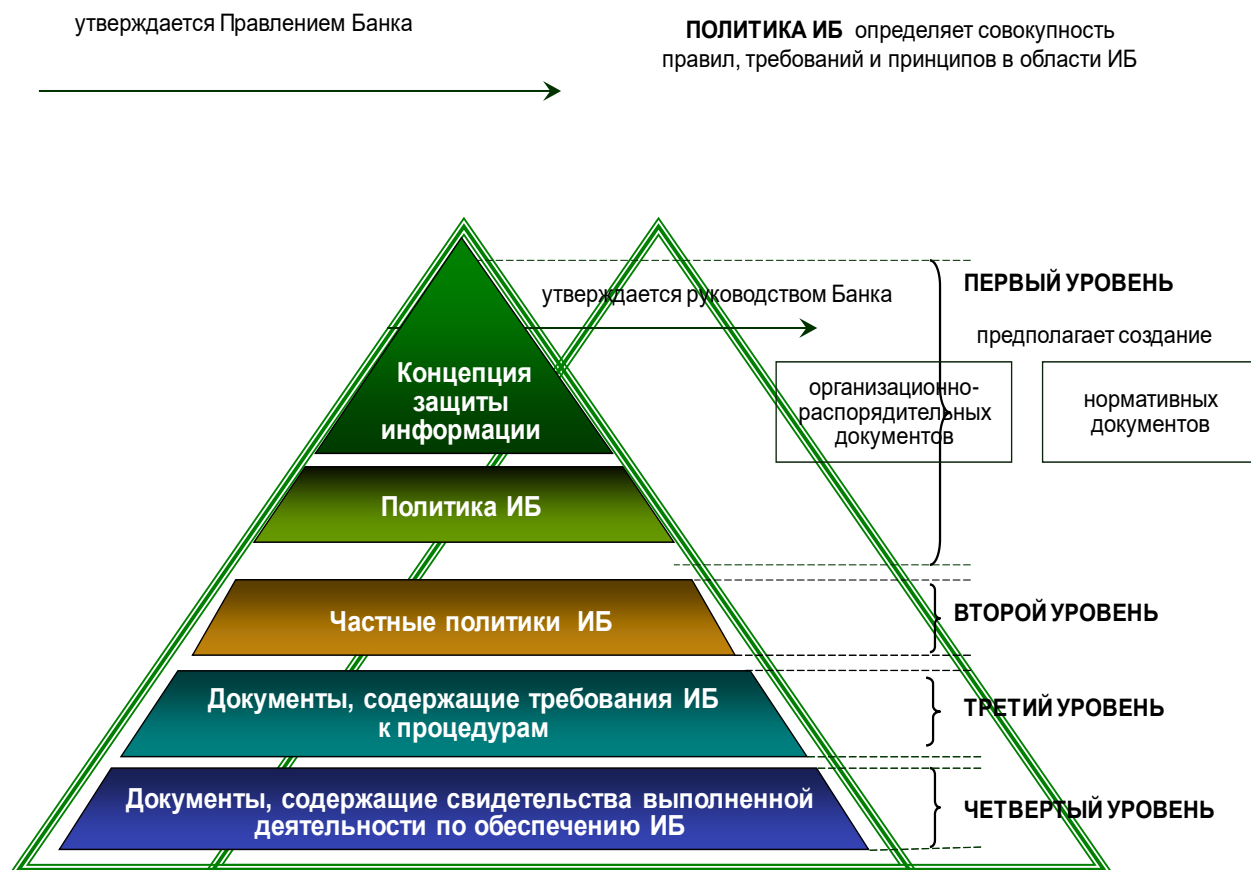 утверждается Правлением Банка
ПОЛИТИКА ИБ определяет совокупность
правил, требований и принципов в области ИБ
утверждается руководством Банка
ПЕРВЫЙ УРОВЕНЬ
предполагает создание
организационно-
распорядительных
документов
нормативных
документов
Концепция
защиты
информации
Политика ИБ
Частные политики ИБ
ВТОРОЙ УРОВЕНЬ
Документы, содержащие требования ИБ
к процедурам
ТРЕТИЙ УРОВЕНЬ
Документы, содержащие свидетельства выполненной
деятельности по обеспечению ИБ
ЧЕТВЕРТЫЙ УРОВЕНЬ